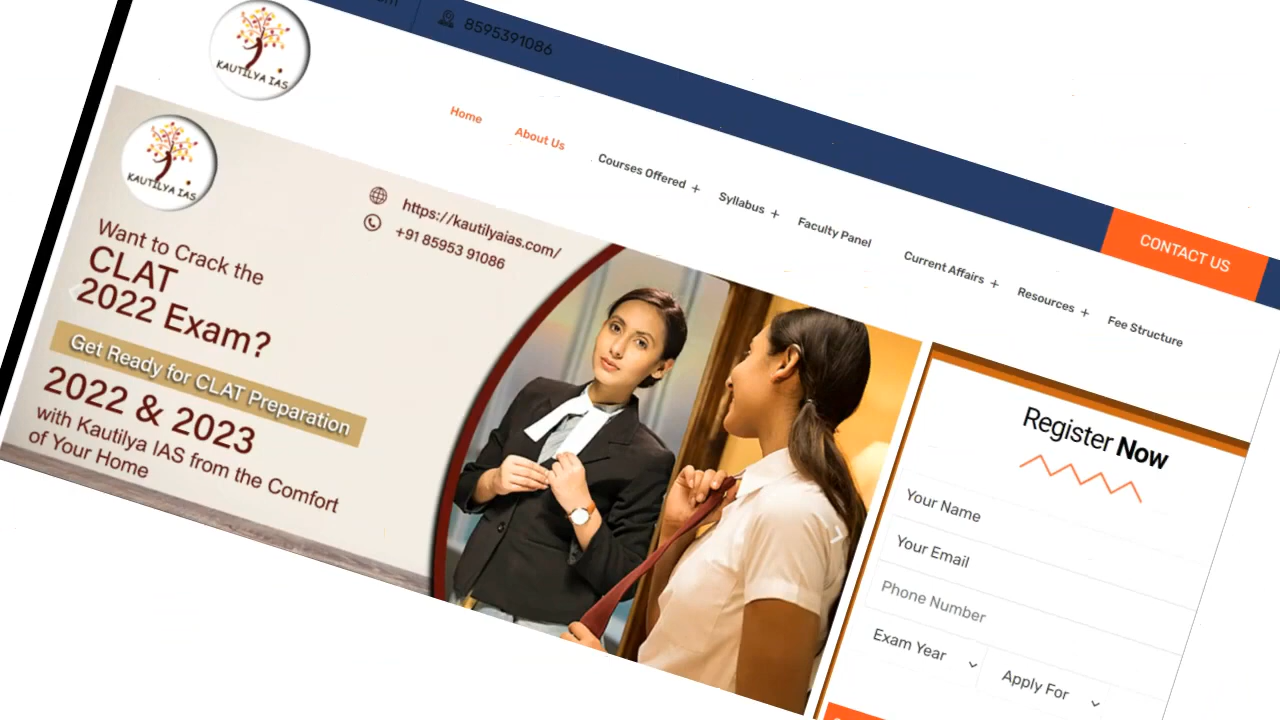 8595391086
KAUTILYA IAS
Home
About Us
Courses Offered +
Syllabus +
Faculty Panel
Current Affairs +
Resources +
Fee Structure
CONTACT US
KAUTILYA IAS
https://kautilyaias.com/
+91 85953 91086
Want to Crack the
CLAT
2022 Exam?
Get Ready for CLAT Preparation
2022 & 2023
with Kautilya IAS from the Comfort
of Your Home
Register Now
Your Name
Your Email
Phone Number
Exam Year
Apply For